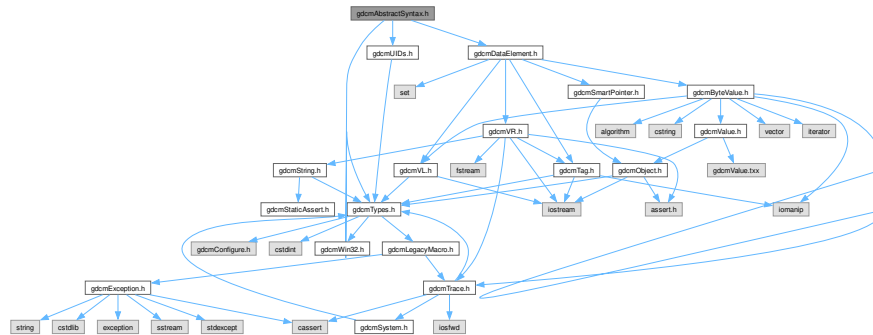 gdcmAbstractSyntax.h
gdcmUIDs.h
gdcmDataElement.h
set
gdcmSmartPointer.h
gdcmByteValue.h
gdcmVR.h
algorithm
cstring
gdcmValue.h
vector
iterator
gdcmString.h
gdcmVL.h
fstream
gdcmTag.h
gdcmObject.h
gdcmValue.txx
gdcmStaticAssert.h
gdcmTypes.h
iostream
assert.h
iomanip
gdcmConfigure.h
cstdint
gdcmWin32.h
gdcmLegacyMacro.h
gdcmException.h
gdcmTrace.h
string
cstdlib
exception
sstream
stdexcept
cassert
gdcmSystem.h
iosfwd